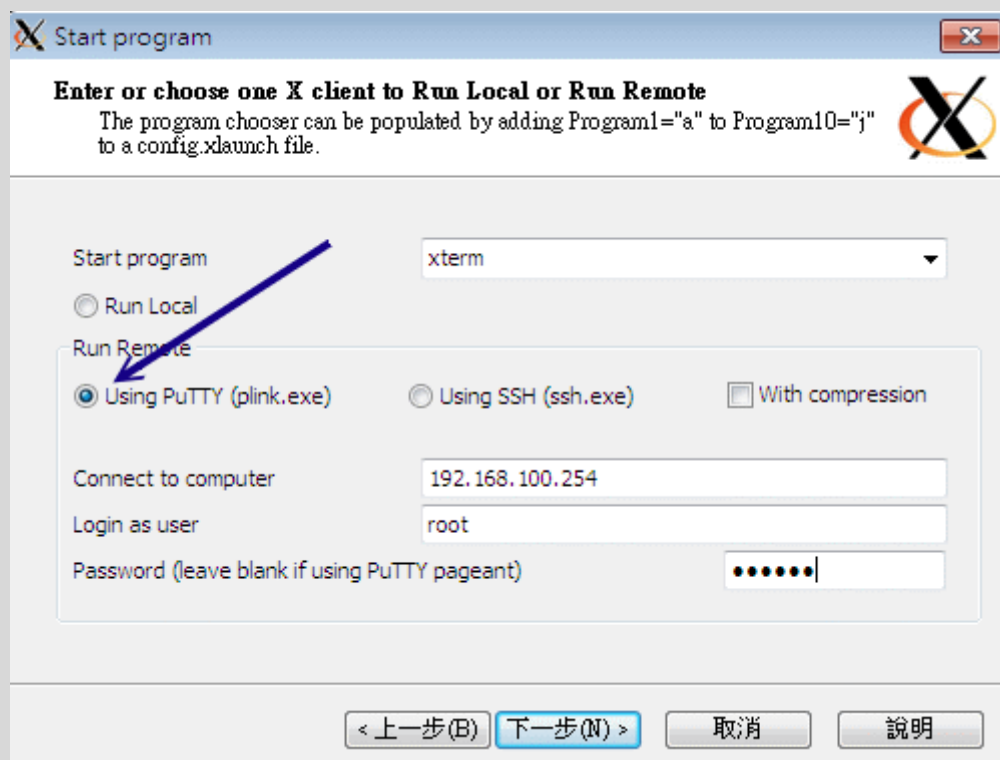 Start program
Enter or choose one X client to Run Local or Run Remote
The program chooser can be populated by adding Program1="a" to Program10="j"
to a config.xlaunch file.
Start program xterm
Run Local
Run Remote
Using PuTTY (plink.exe) Using SSH (ssh.exe) With compression
Connect to computer 192.168.100.254
Login as user root
Password (leave blank if using PuTTY pageant) ••••••
< 上一步(B) 下一步(N) > 取消 說明